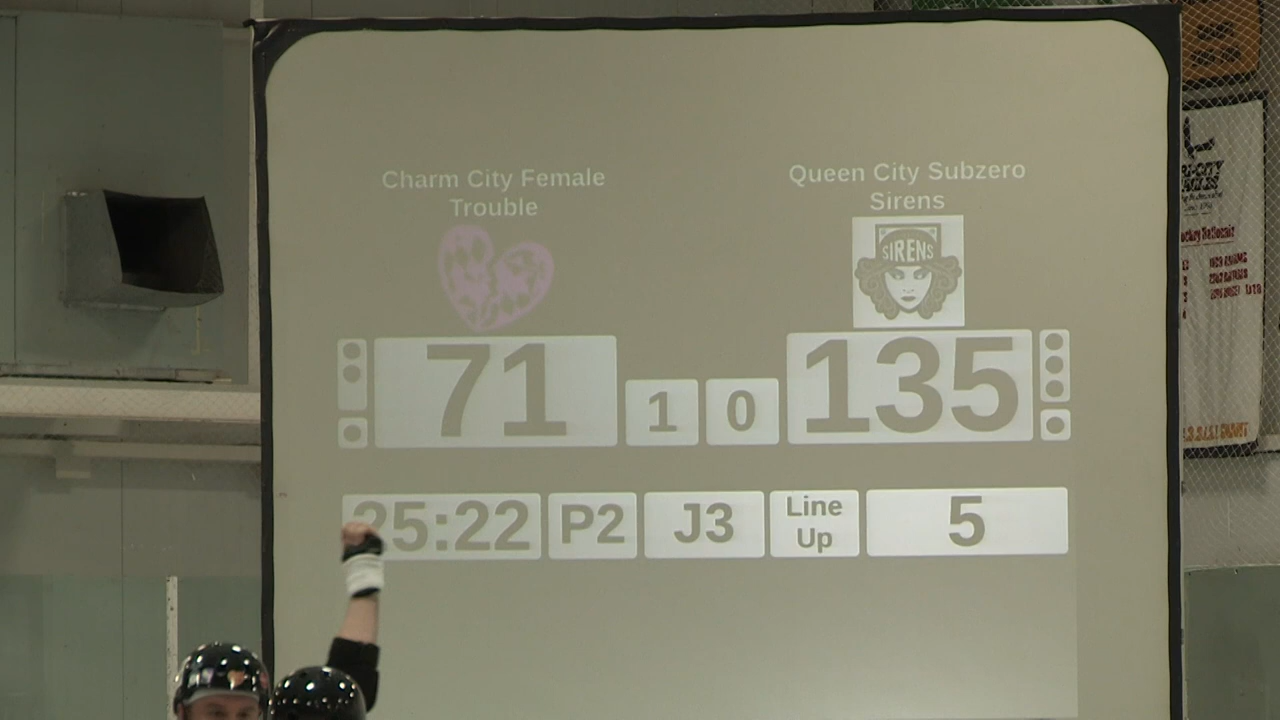 Charm City Female
Trouble
Queen City Subzero
Sirens
SIRENS
71
1
0
135
25:22
P2
J3
Line
Up
5